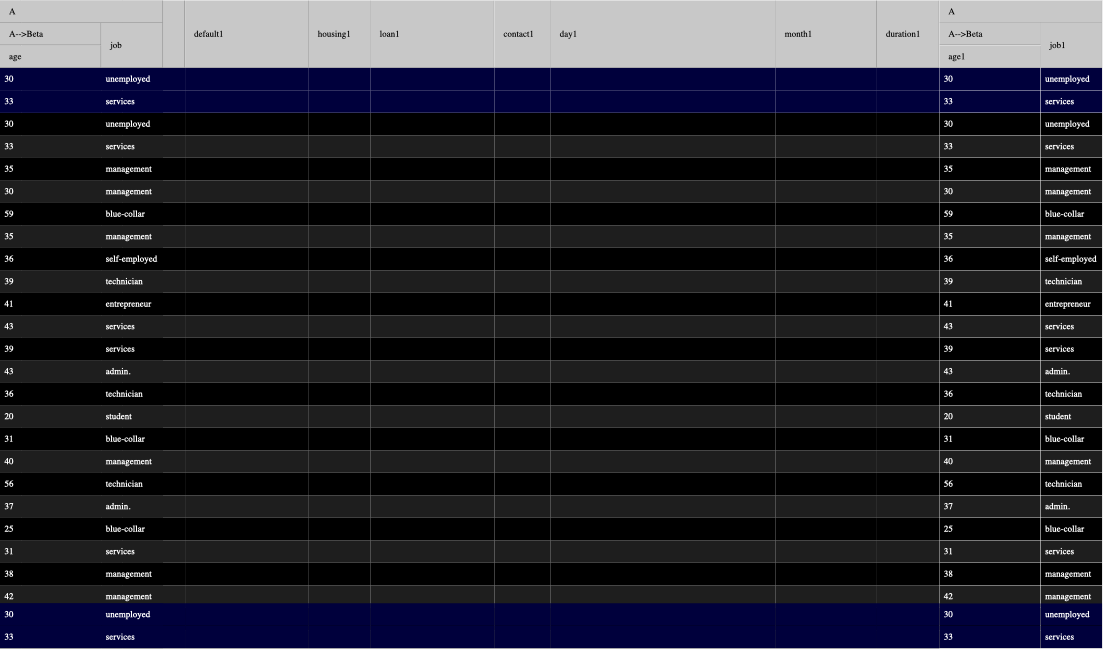 A A
A-->Beta job default1 housing1 loan1 contact1 day1 month1 duration1 A-->Beta job1
age age1
30 unemployed 30 unemployed
33 services 33 services
30 unemployed 30 unemployed
33 services 33 services
35 management 35 management
30 management 30 management
59 blue-collar 59 blue-collar
35 management 35 management
36 self-employed 36 self-employed
39 technician 39 technician
41 entrepreneur 41 entrepreneur
43 services 43 services
39 services 39 services
43 admin. 43 admin.
36 technician 36 technician
20 student 20 student
31 blue-collar 31 blue-collar
40 management 40 management
56 technician 56 technician
37 admin. 37 admin.
25 blue-collar 25 blue-collar
31 services 31 services
38 management 38 management
42 management 42 management
30 unemployed 30 unemployed
33 services 33 services